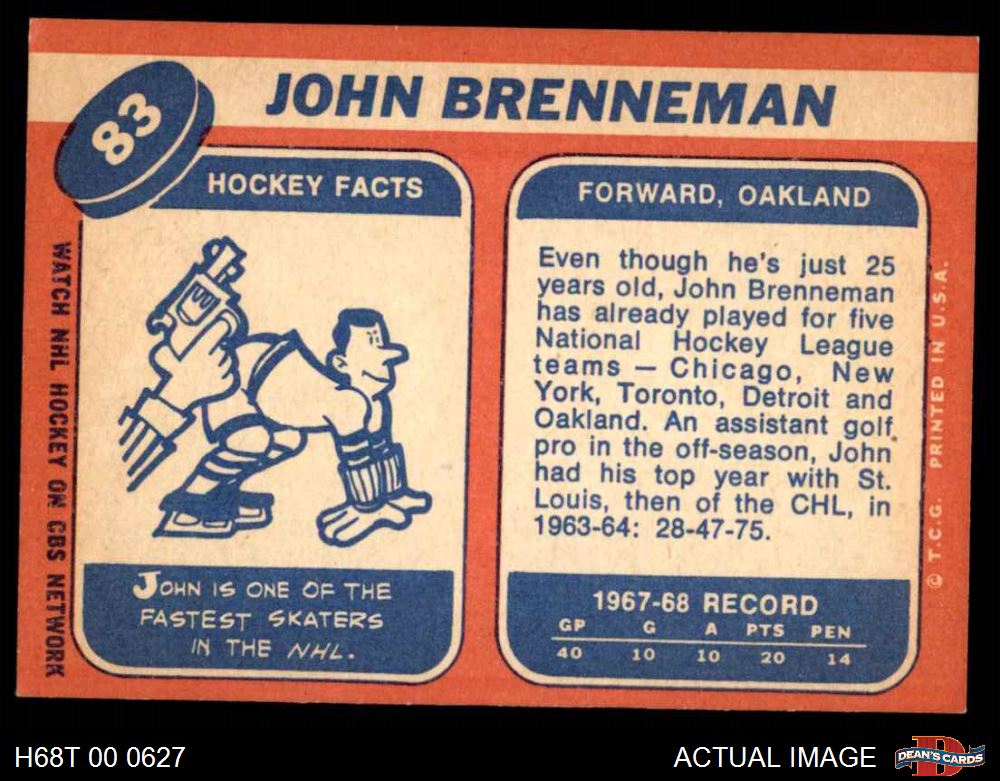 83
JOHN BRENNEMAN
HOCKEY FACTS
JOHN IS ONE OF THE
FASTEST SKATERS
IN THE NHL.
FORWARD, OAKLAND
Even though he's just 25
years old, John Brenneman
has already played for five
National Hockey League
teams — Chicago, New
York, Toronto, Detroit and
Oakland. An assistant golf
pro in the off-season, John
had his top year with St.
Louis, then of the CHL, in
1963-64: 28-47-75.
1967-68 RECORD
GP G A PTS PEN
40 10 10 20 14
WATCH NHL HOCKEY ON CBS NETWORK
© T.C.G. PRINTED IN U.S.A.
H68T 00 0627
ACTUAL IMAGE
DEAN'S CARDS